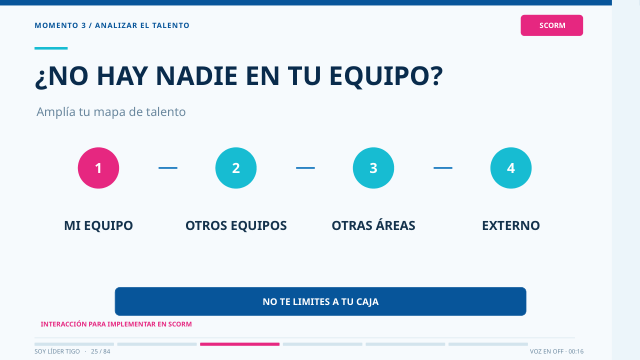 MOMENTO 3 / ANALIZAR EL TALENTO
SCORM
¿NO HAY NADIE EN TU EQUIPO?
Amplía tu mapa de talento
1
2
3
4
MI EQUIPO
OTROS EQUIPOS
OTRAS ÁREAS
EXTERNO
NO TE LIMITES A TU CAJA
INTERACCIÓN PARA IMPLEMENTAR EN SCORM
SOY LÍDER TIGO · 25 / 84
VOZ EN OFF · 00:16